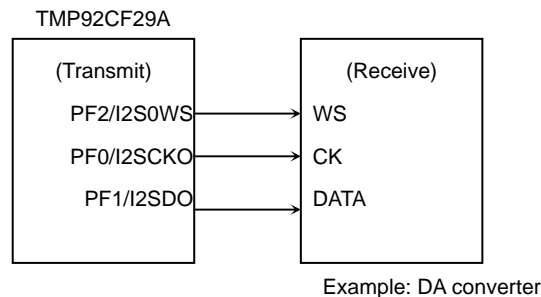 TMP92CF29A
(Transmit)
(Receive)
PF2/I2S0WS
WS
PF0/I2SCKO
CK
PF1/I2SDO
DATA
Example: DA converter